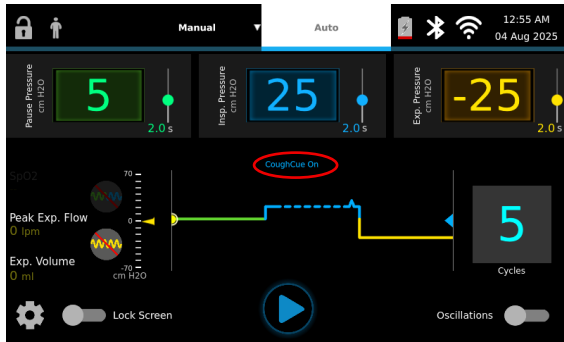 Manual ▼ Auto
12:55 AM
04 Aug 2025
Pause Pressure
cm H2O
5
2.0 s
Insp. Pressure
cm H2O
25
2.0 s
Exp. Pressure
cm H2O
-25
2.0 s
CoughCue On
SpO2
70
Peak Exp. Flow
0 lpm
0
Exp. Volume
0 ml
-70
cm H2O
5
Cycles
Lock Screen
Oscillations